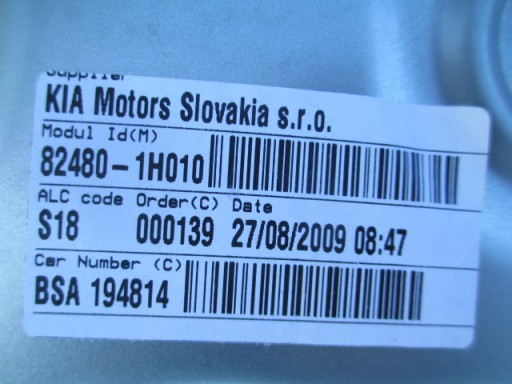 Supplier
KIA Motors Slovakia s.r.o.
Modul Id(M)
82480-1H010
ALC code Order(C) Date
S18 000139 27/08/2009 08:47
Car Number (C)
BSA 194814